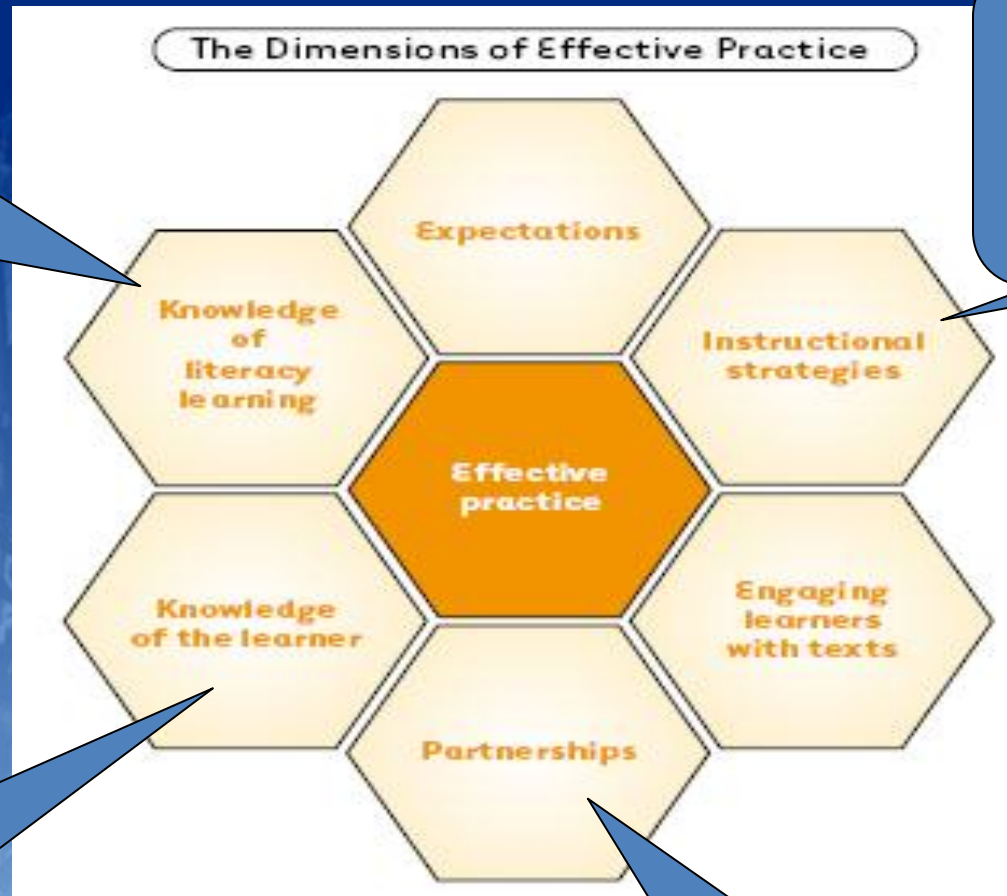 The Dimensions of Effective Practice
Expectations
Knowledge
of
literacy
learning
Instructional
strategies
Effective
practice
Knowledge
of the learner
Engaging
learners
with texts
Partnerships